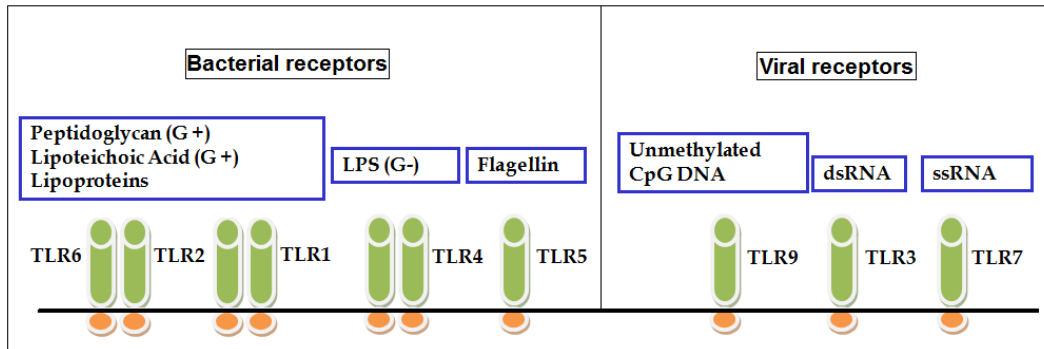 Bacterial receptors
Viral receptors
Peptidoglycan (G +)
Lipoteichoic Acid (G +)
Lipoproteins
LPS (G-)
Flagellin
Unmethylated
CpG DNA
dsRNA
ssRNA
TLR6
TLR2
TLR1
TLR4
TLR5
TLR9
TLR3
TLR7